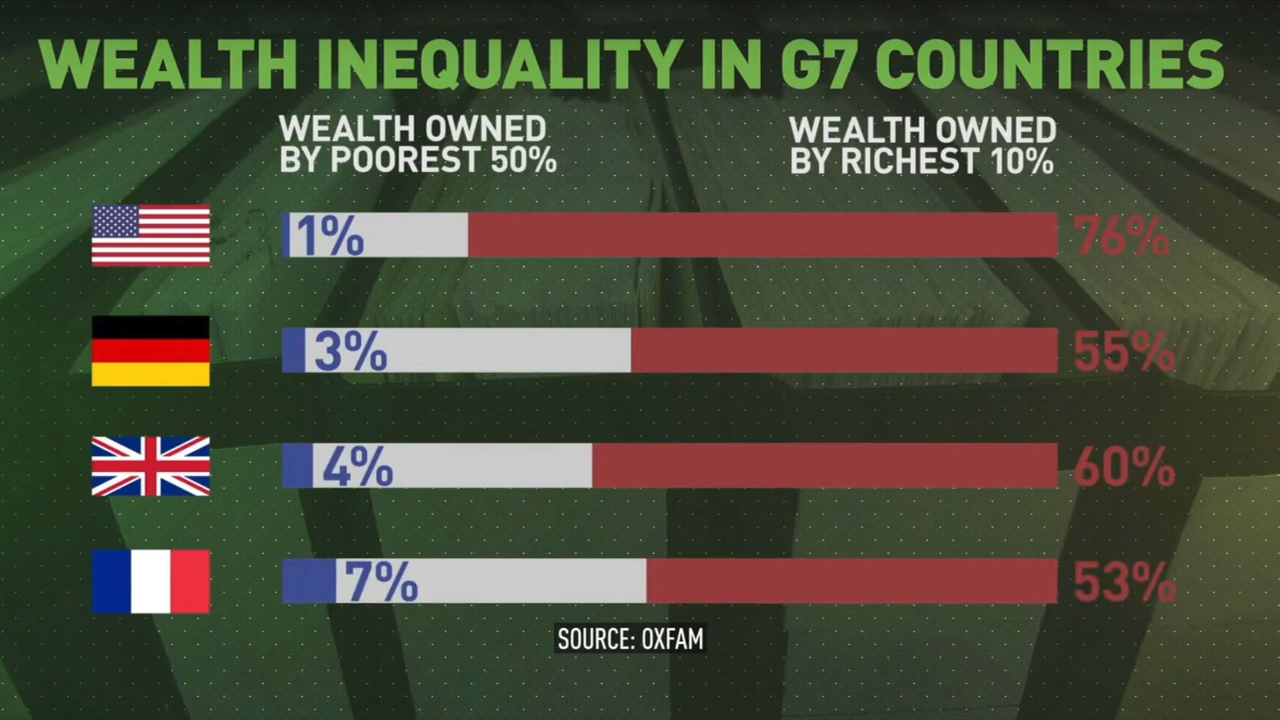 WEALTH INEQUALITY IN G7 COUNTRIES
WEALTH OWNED
BY POOREST 50%
WEALTH OWNED
BY RICHEST 10%
1% 76%
3% 55%
4% 60%
7% 53%
SOURCE: OXFAM